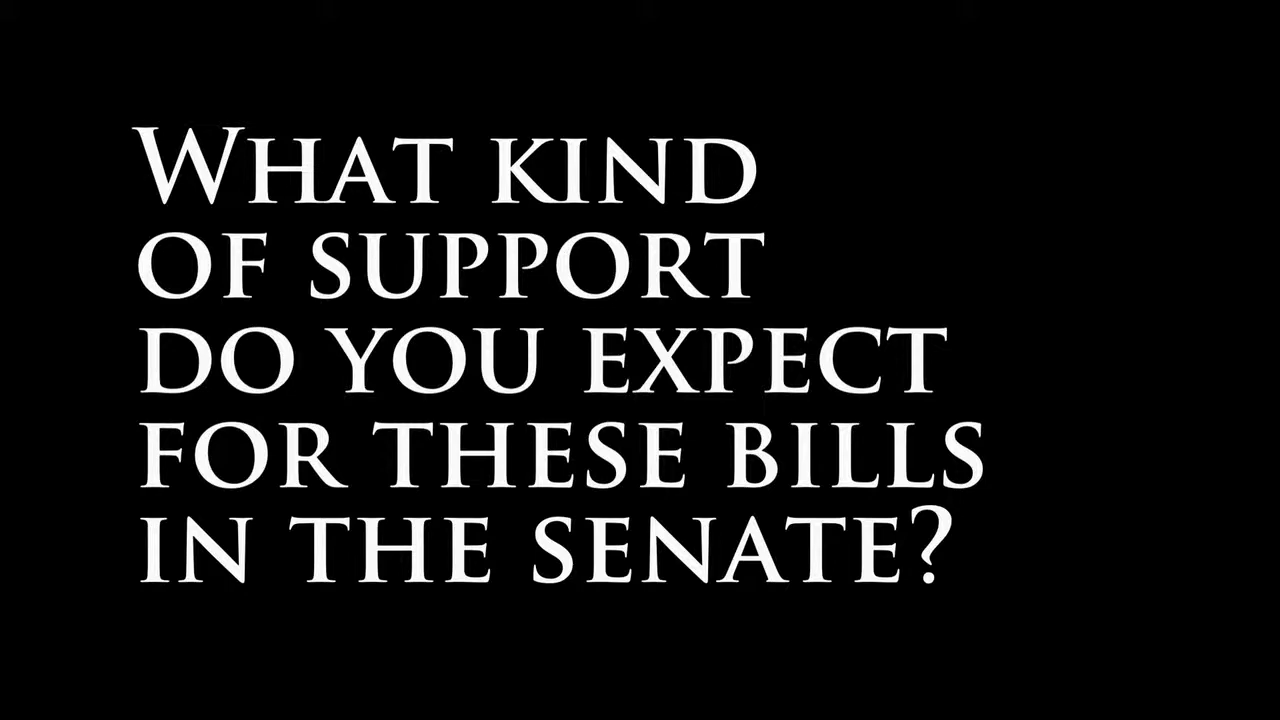 What kind
of support
do you expect
for these bills
in the Senate?